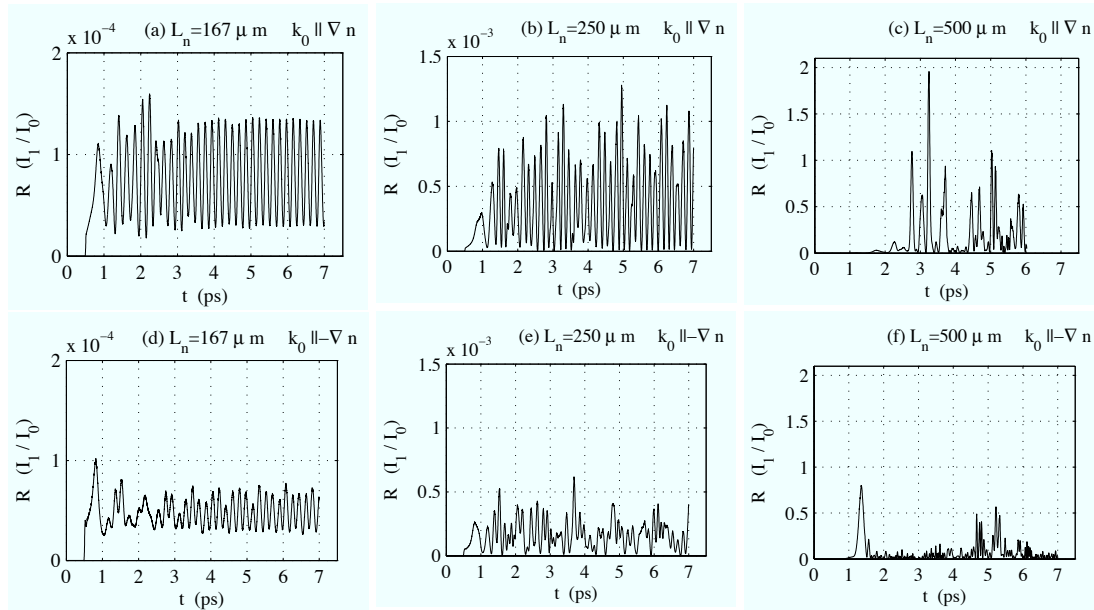 (a) L_n=167 μ m k_0 || ∇ n
x 10^-4
2
1
0
R (I_1 / I_0)
0 1 2 3 4 5 6 7
t (ps)
(b) L_n=250 μ m k_0 || ∇ n
x 10^-3
1.5
1
0.5
0
R (I_1 / I_0)
0 1 2 3 4 5 6 7
t (ps)
(c) L_n=500 μ m k_0 || ∇ n
2
1.5
1
0.5
0
R (I_1 / I_0)
0 1 2 3 4 5 6 7
t (ps)
(d) L_n=167 μ m k_0 ||–∇ n
x 10^-4
2
1
0
R (I_1 / I_0)
0 1 2 3 4 5 6 7
t (ps)
(e) L_n=250 μ m k_0 ||–∇ n
x 10^-3
1.5
1
0.5
0
R (I_1 / I_0)
0 1 2 3 4 5 6 7
t (ps)
(f) L_n=500 μ m k_0 ||–∇ n
2
1.5
1
0.5
0
R (I_1 / I_0)
0 1 2 3 4 5 6 7
t (ps)